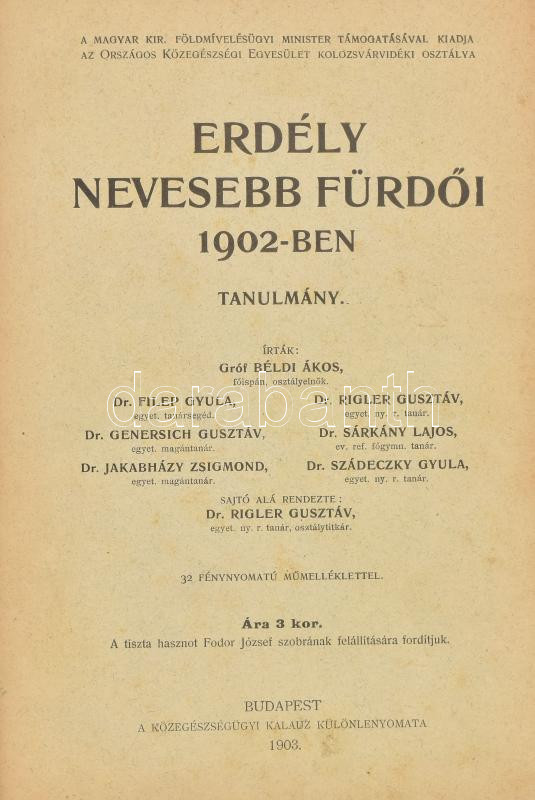 A MAGYAR KIR. FÖLDMÍVELÉSÜGYI MINISTER TÁMOGATÁSÁVAL KIADJA
AZ ORSZÁGOS KÖZEGÉSZSÉGI EGYESÜLET KOLOZSVÁRVIDÉKI OSZTÁLYA
ERDÉLY
NEVESEBB FÜRDŐI
1902-BEN
TANULMÁNY.
ÍRTÁK:
Gróf BÉLDI ÁKOS,
főispán, osztályelnök.
Dr. FILEP GYULA,
egyet. tanársegéd.
Dr. RIGLER GUSZTÁV,
egyet. ny. r. tanár.
Dr. GENERSICH GUSZTÁV,
egyet. magántanár.
Dr. SÁRKÁNY LAJOS,
ev. ref. főgymn. tanár.
Dr. JAKABHÁZY ZSIGMOND,
egyet. magántanár.
Dr. SZÁDECZKY GYULA,
egyet. ny. r. tanár.
SAJTÓ ALÁ RENDEZTE:
Dr. RIGLER GUSZTÁV,
egyet. ny. r. tanár, osztálytitkár.
32 FÉNYNYOMATÚ MŰMELLÉKLETTEL.
Ára 3 kor.
A tiszta hasznot Fodor József szobrának felállítására fordítjuk.
BUDAPEST
A KÖZEGÉSZSÉGÜGYI KALAUZ KÜLÖNLENYOMATA
1903.
darabanth